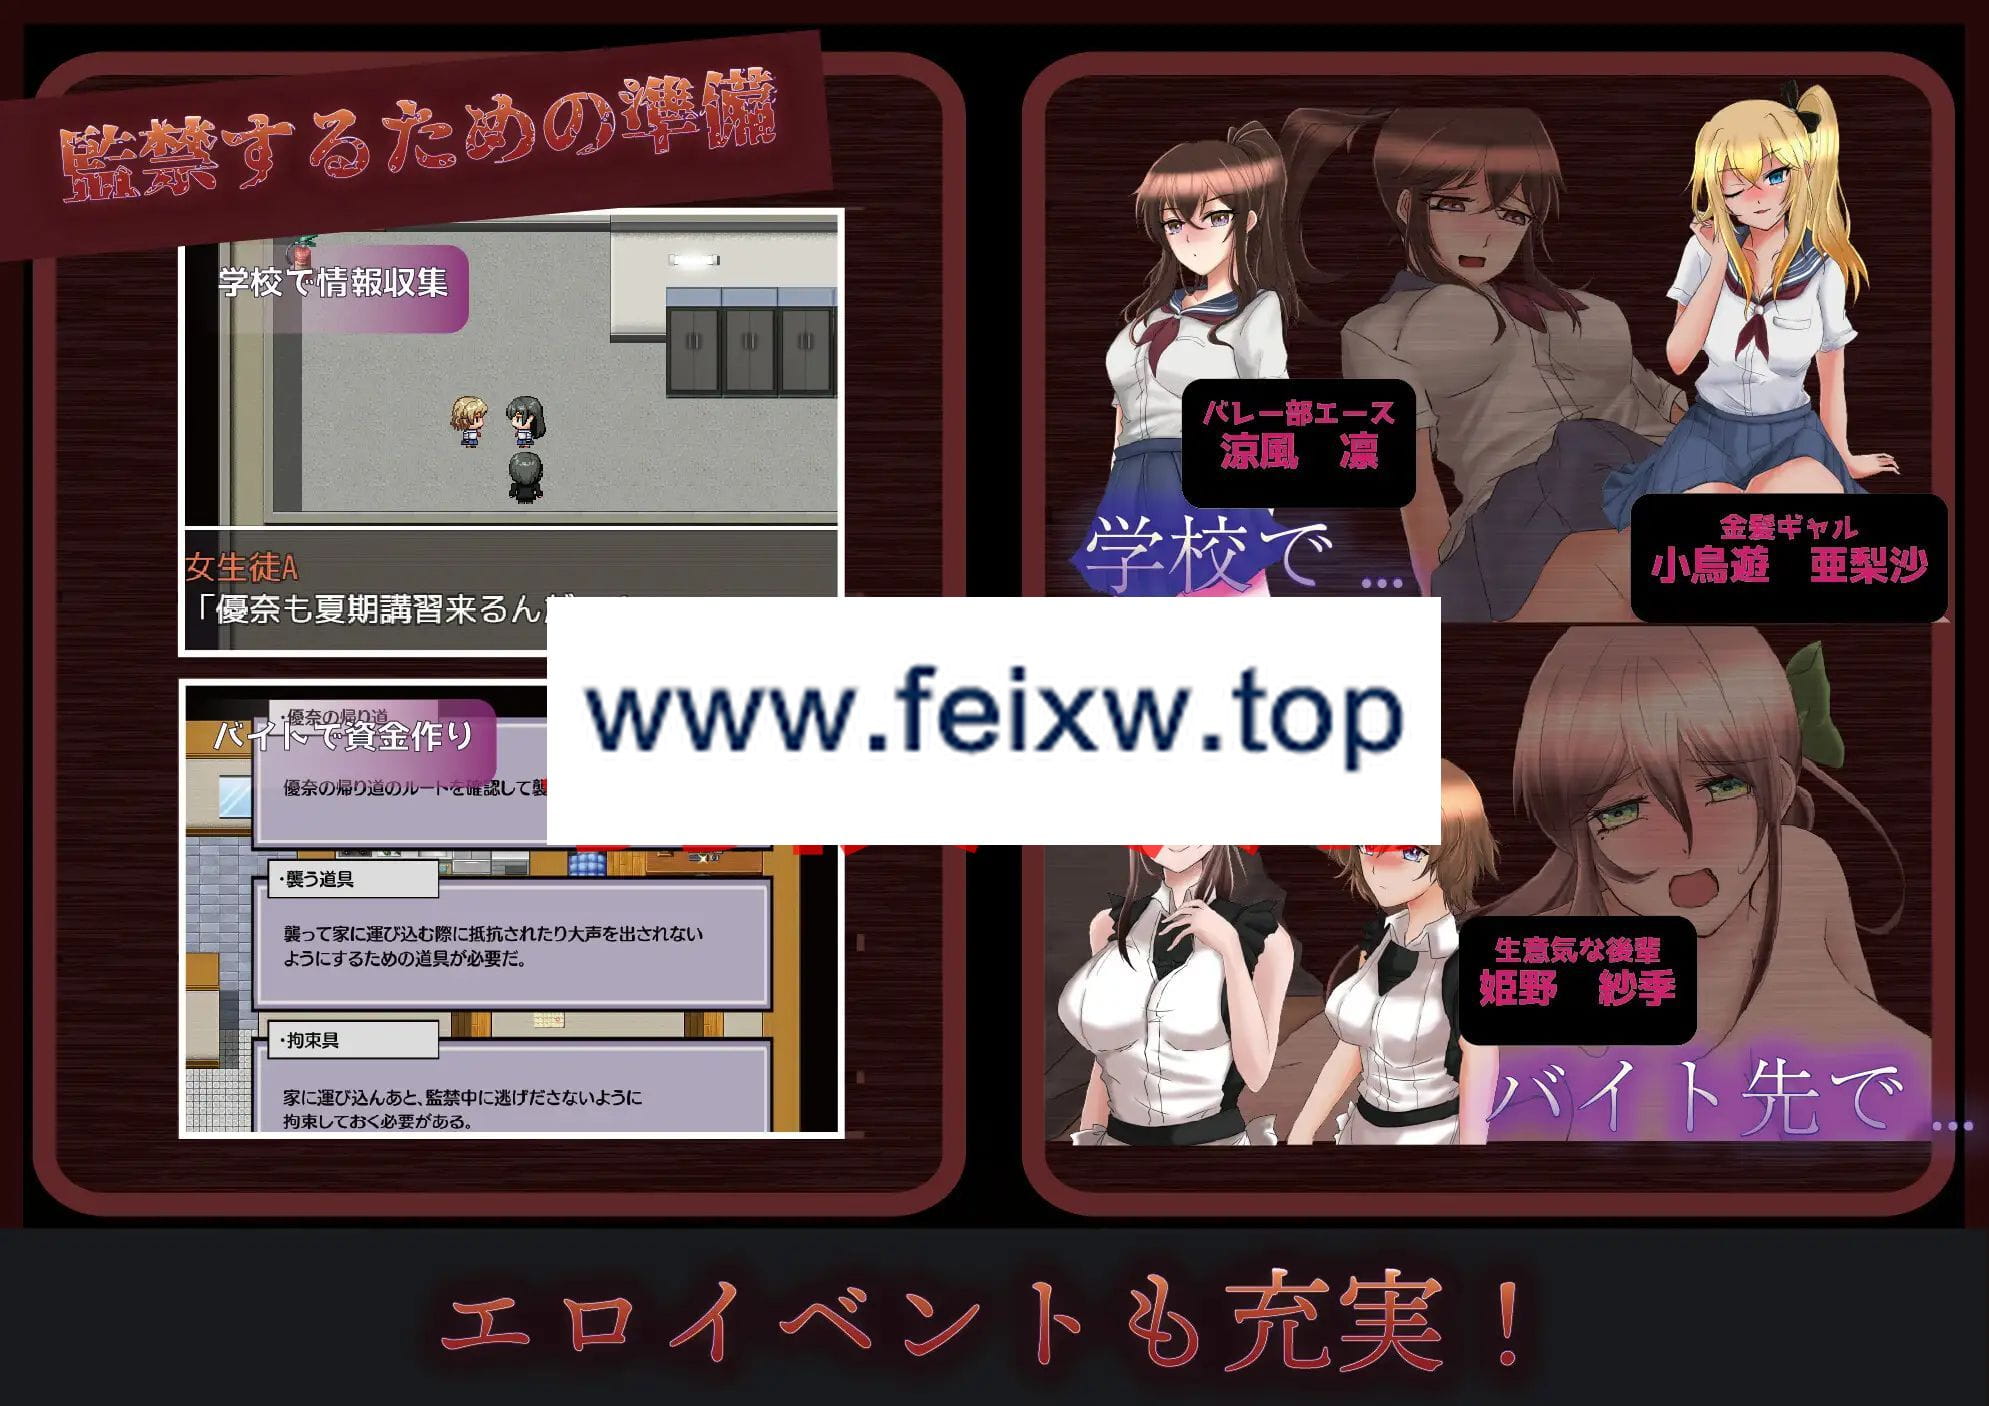 監禁するための準備
学校で情報収集
女生徒A
「優奈も夏期講習来るんだ
バイトで資金作り
・優奈の帰り道
優奈の帰り道のルートを確認して襲
・襲う道具
襲って家に運び込む際に抵抗されたり大声を出されない
ようにするための道具が必要だ。
・拘束具
家に運び込んあと、監禁中に逃げださないように
拘束しておく必要がある。
バレー部エース
涼風 凛
金髪ギャル
小鳥遊 亜梨沙
学校で…
www.feixw.top
生意気な後輩
姫野 紗季
バイト先で…
エロイベントも充実！